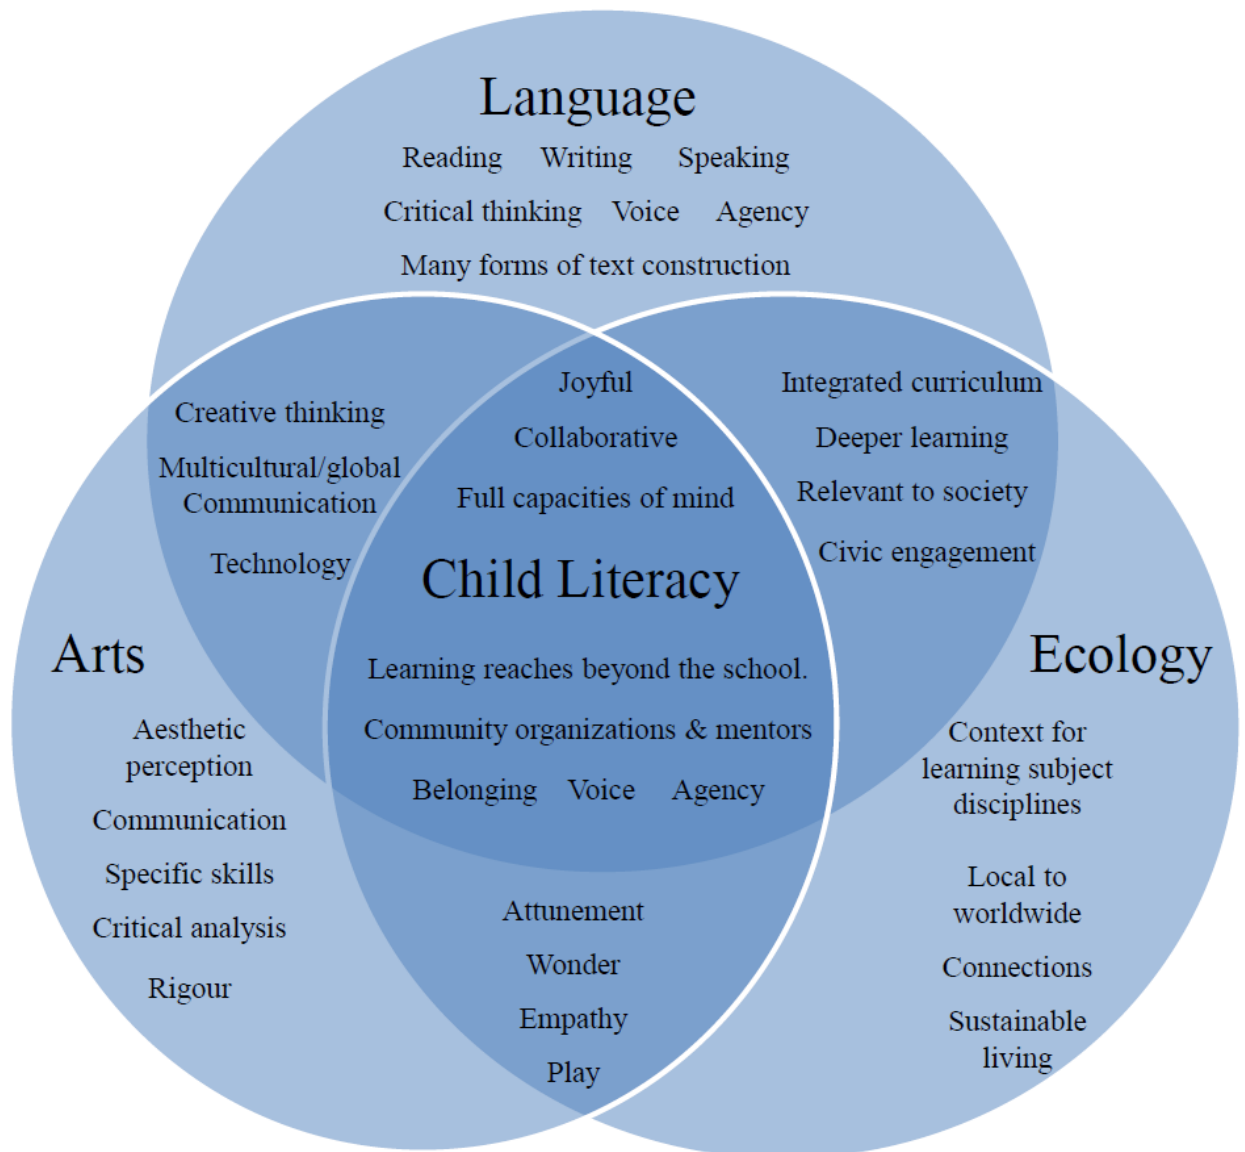 Language
Reading Writing Speaking
Critical thinking Voice Agency
Many forms of text construction
Creative thinking
Multicultural/global
Communication
Technology
Joyful
Collaborative
Full capacities of mind
Integrated curriculum
Deeper learning
Relevant to society
Civic engagement
Child Literacy
Learning reaches beyond the school.
Community organizations & mentors
Belonging Voice Agency
Arts
Aesthetic
perception
Communication
Specific skills
Critical analysis
Rigour
Attunement
Wonder
Empathy
Play
Ecology
Context for
learning subject
disciplines
Local to
worldwide
Connections
Sustainable
living